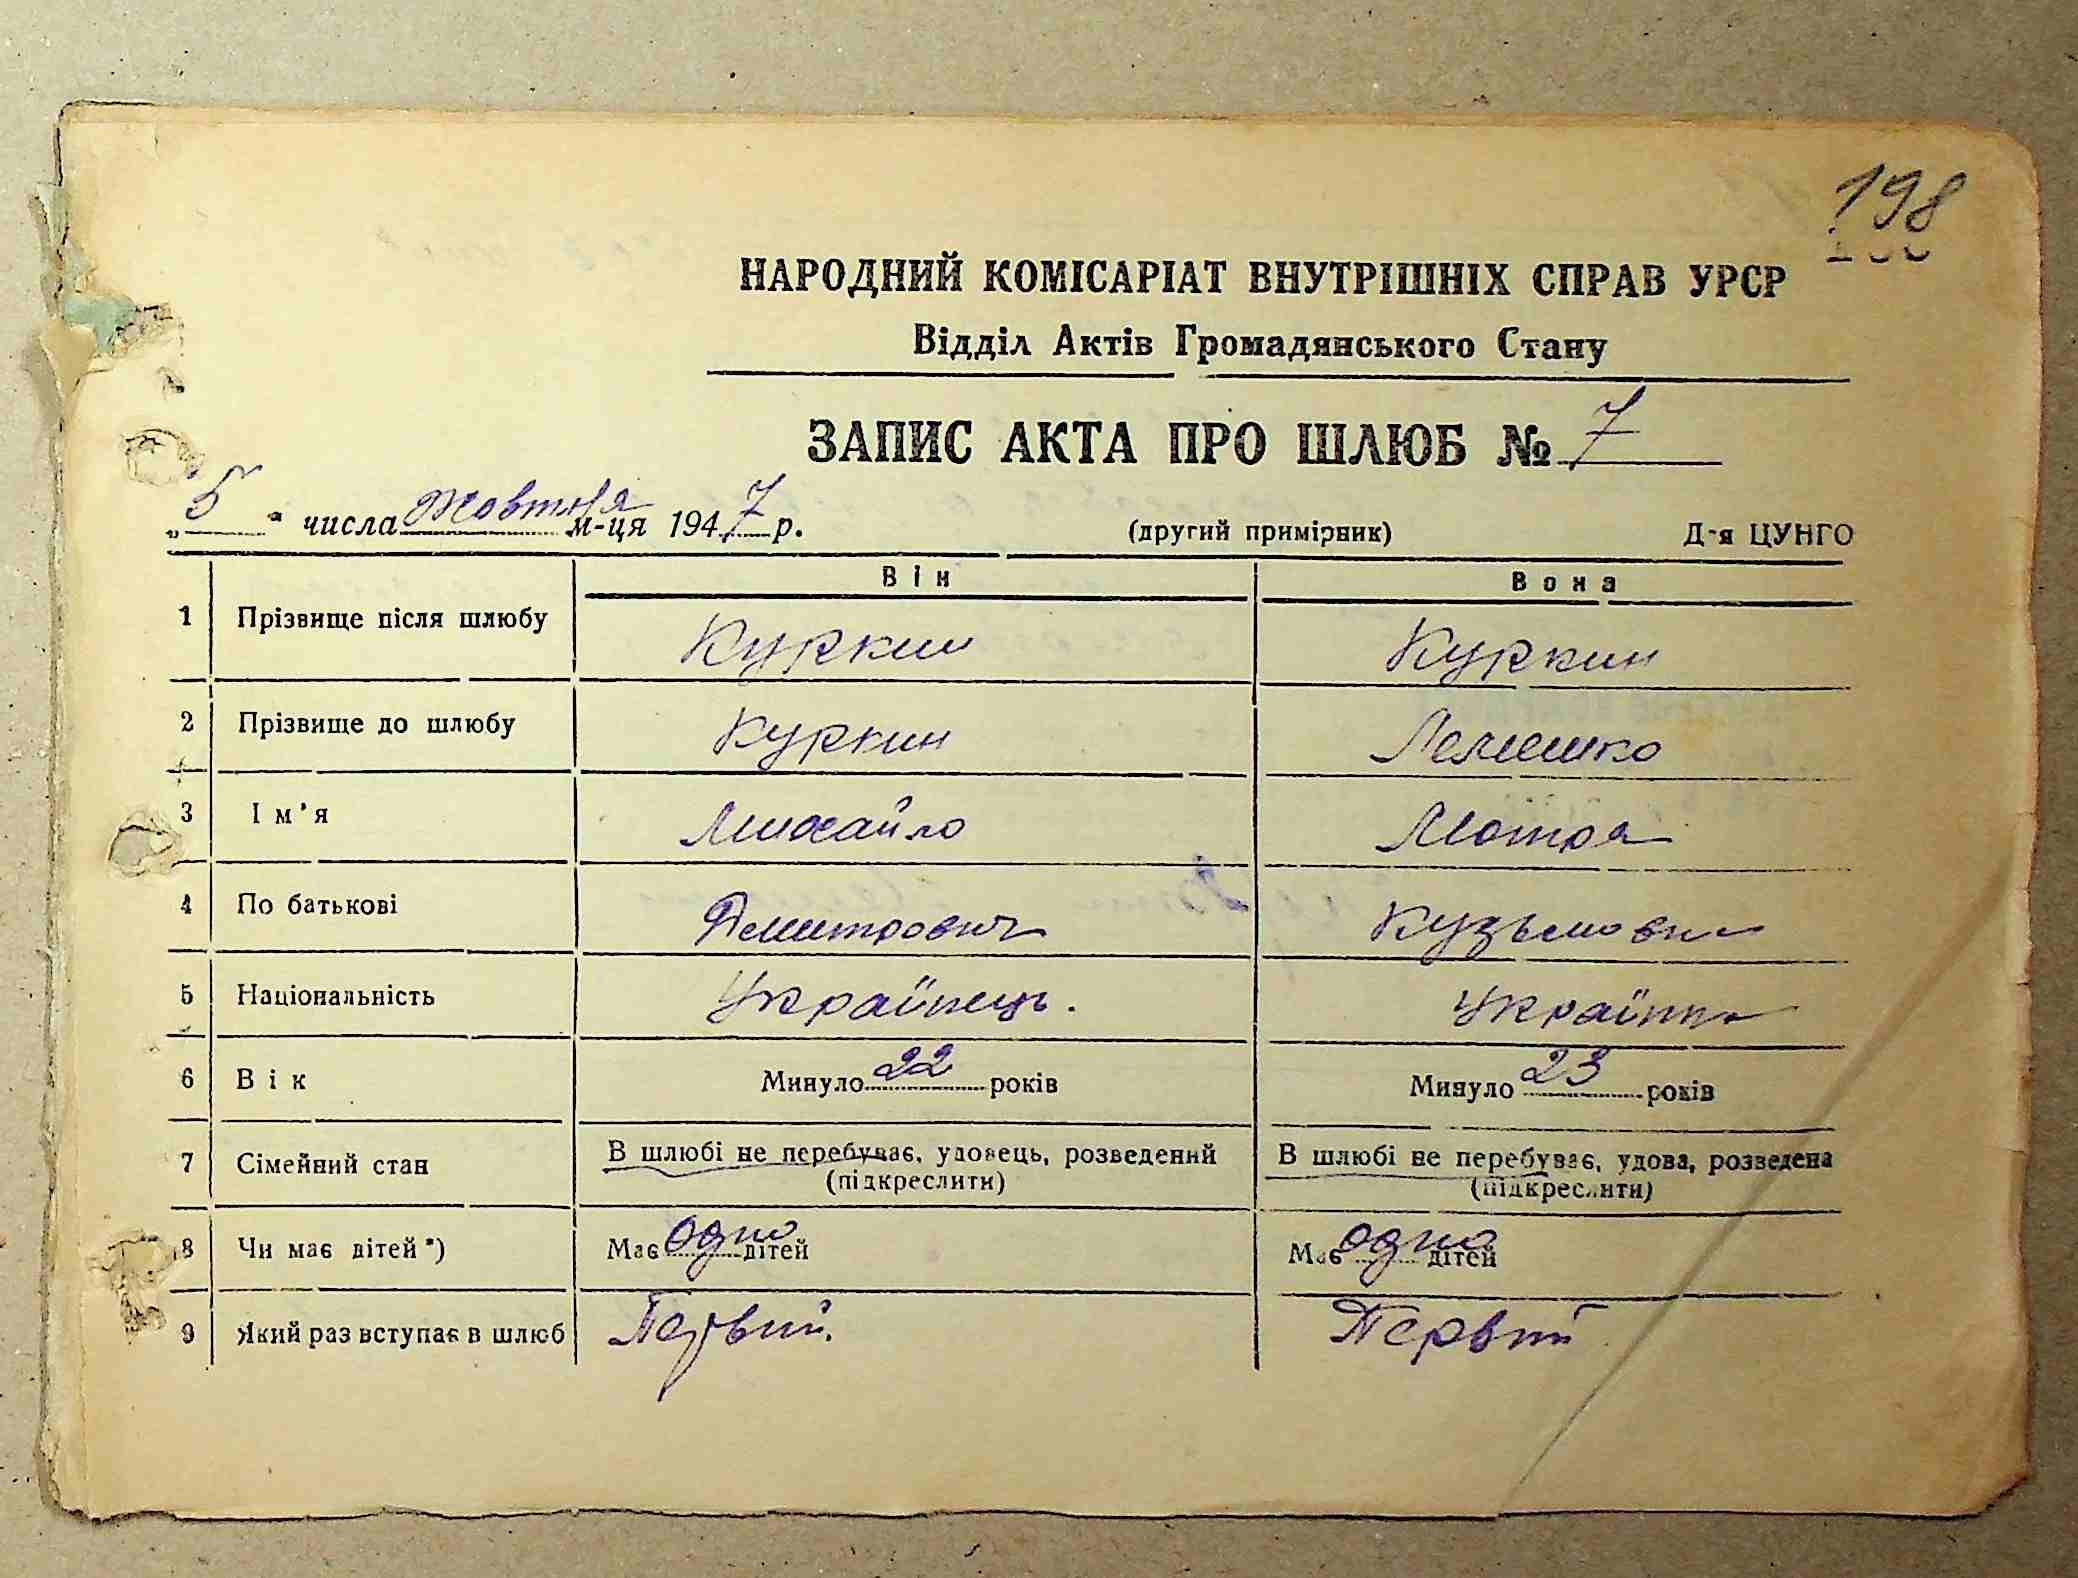 198
НАРОДНИЙ КОМІСАРІАТ ВНУТРІШНІХ СПРАВ УРСР
Відділ Актів Громадянського Стану
ЗАПИС АКТА ПРО ШЛЮБ № 7
„5" числа жовтня м-ця 1947 р. (другий примірник) Д-я ЦУНГО
Він Вона
1 Прізвище після шлюбу Куркин Куркин
2 Прізвище до шлюбу Куркин Лемешко
3 Ім'я Михайло Мотря
4 По батькові Дмитрович Кузьмовна
5 Національність Українець. Українка
6 Вік Минуло 22 років Минуло 23 років
7 Сімейний стан В шлюбі не перебуває, удовець, розведений В шлюбі не перебуває, удова, розведена
(підкреслити) (підкреслити)
8 Чи має дітей*) Має одно дітей Має одно дітей
9 Який раз вступає в шлюб Первий. Первий